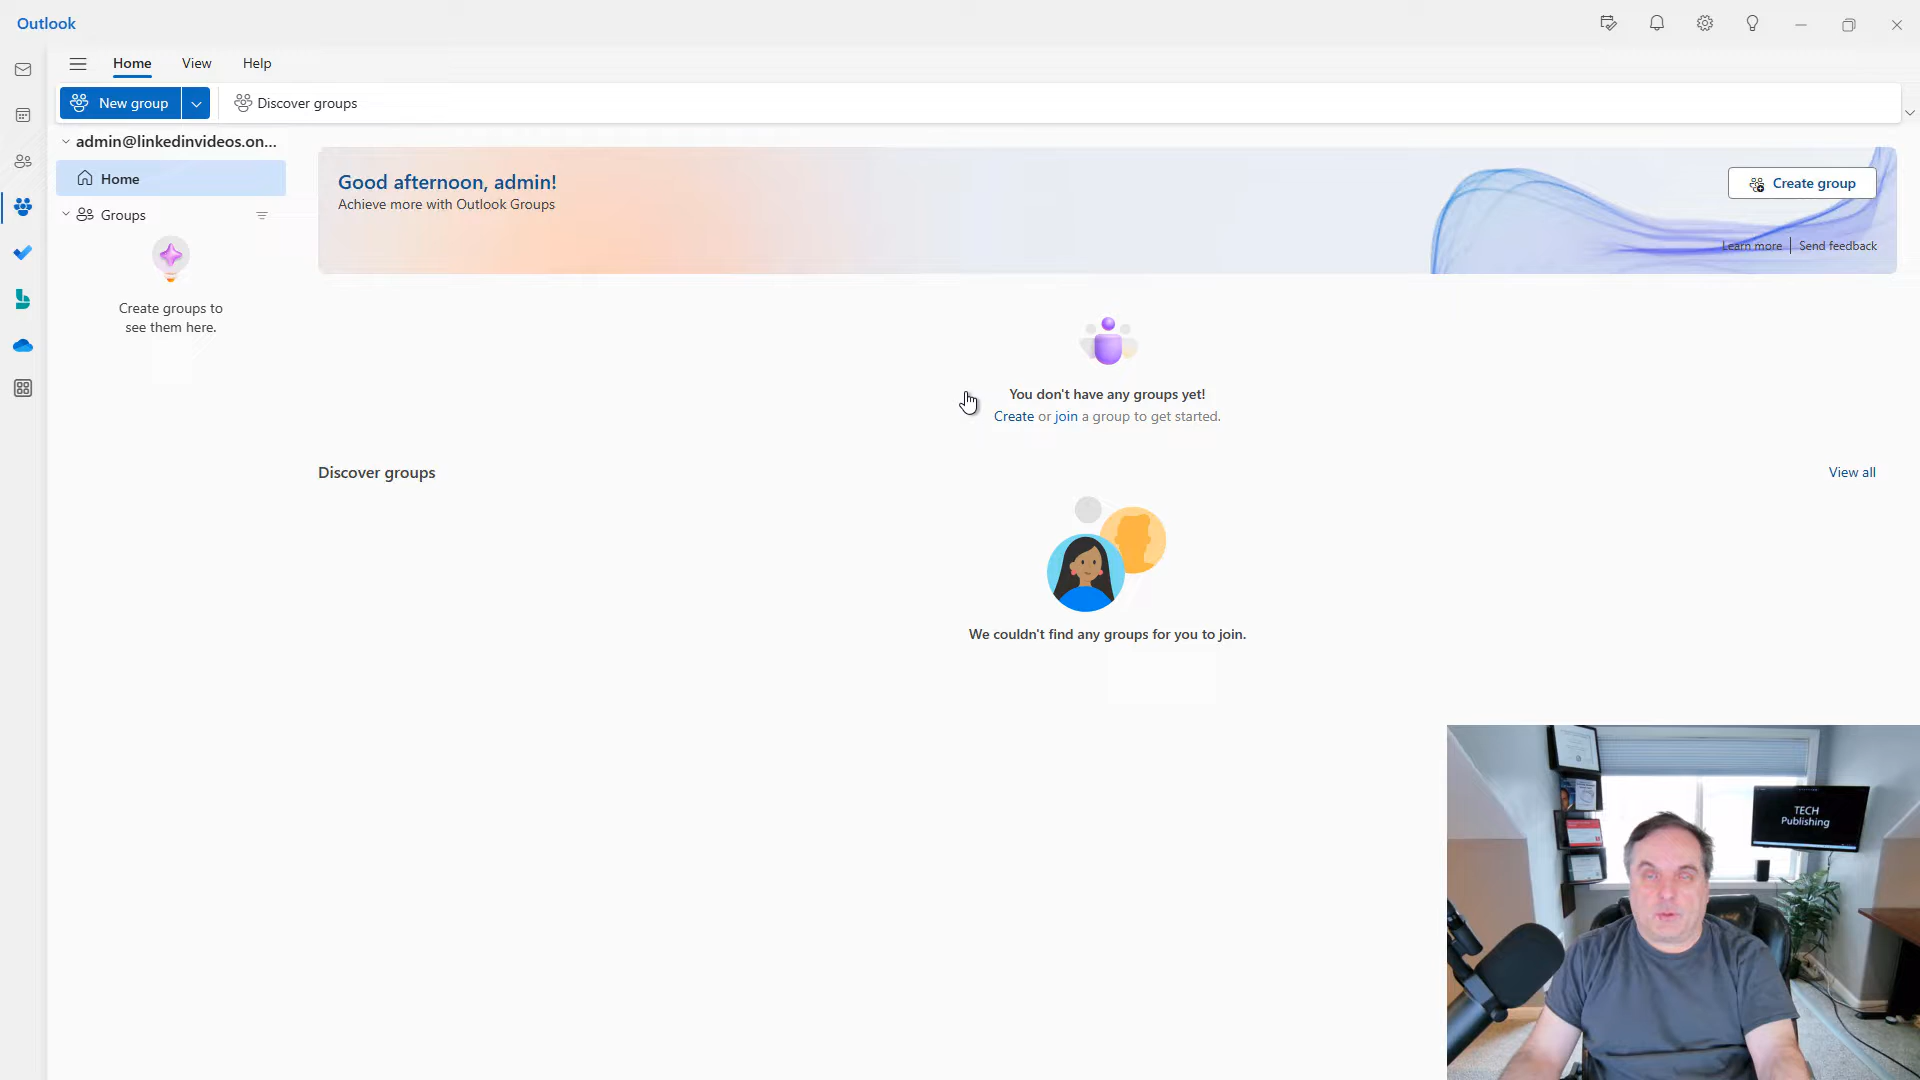 Outlook
Home View Help
New group
Discover groups
admin@linkedinvideos.on...
Home
Groups
Create groups to
see them here.
Good afternoon, admin!
Achieve more with Outlook Groups
Create group
Learn more | Send feedback
You don't have any groups yet!
Create or join a group to get started.
Discover groups
View all
We couldn't find any groups for you to join.
TECH
Publishing